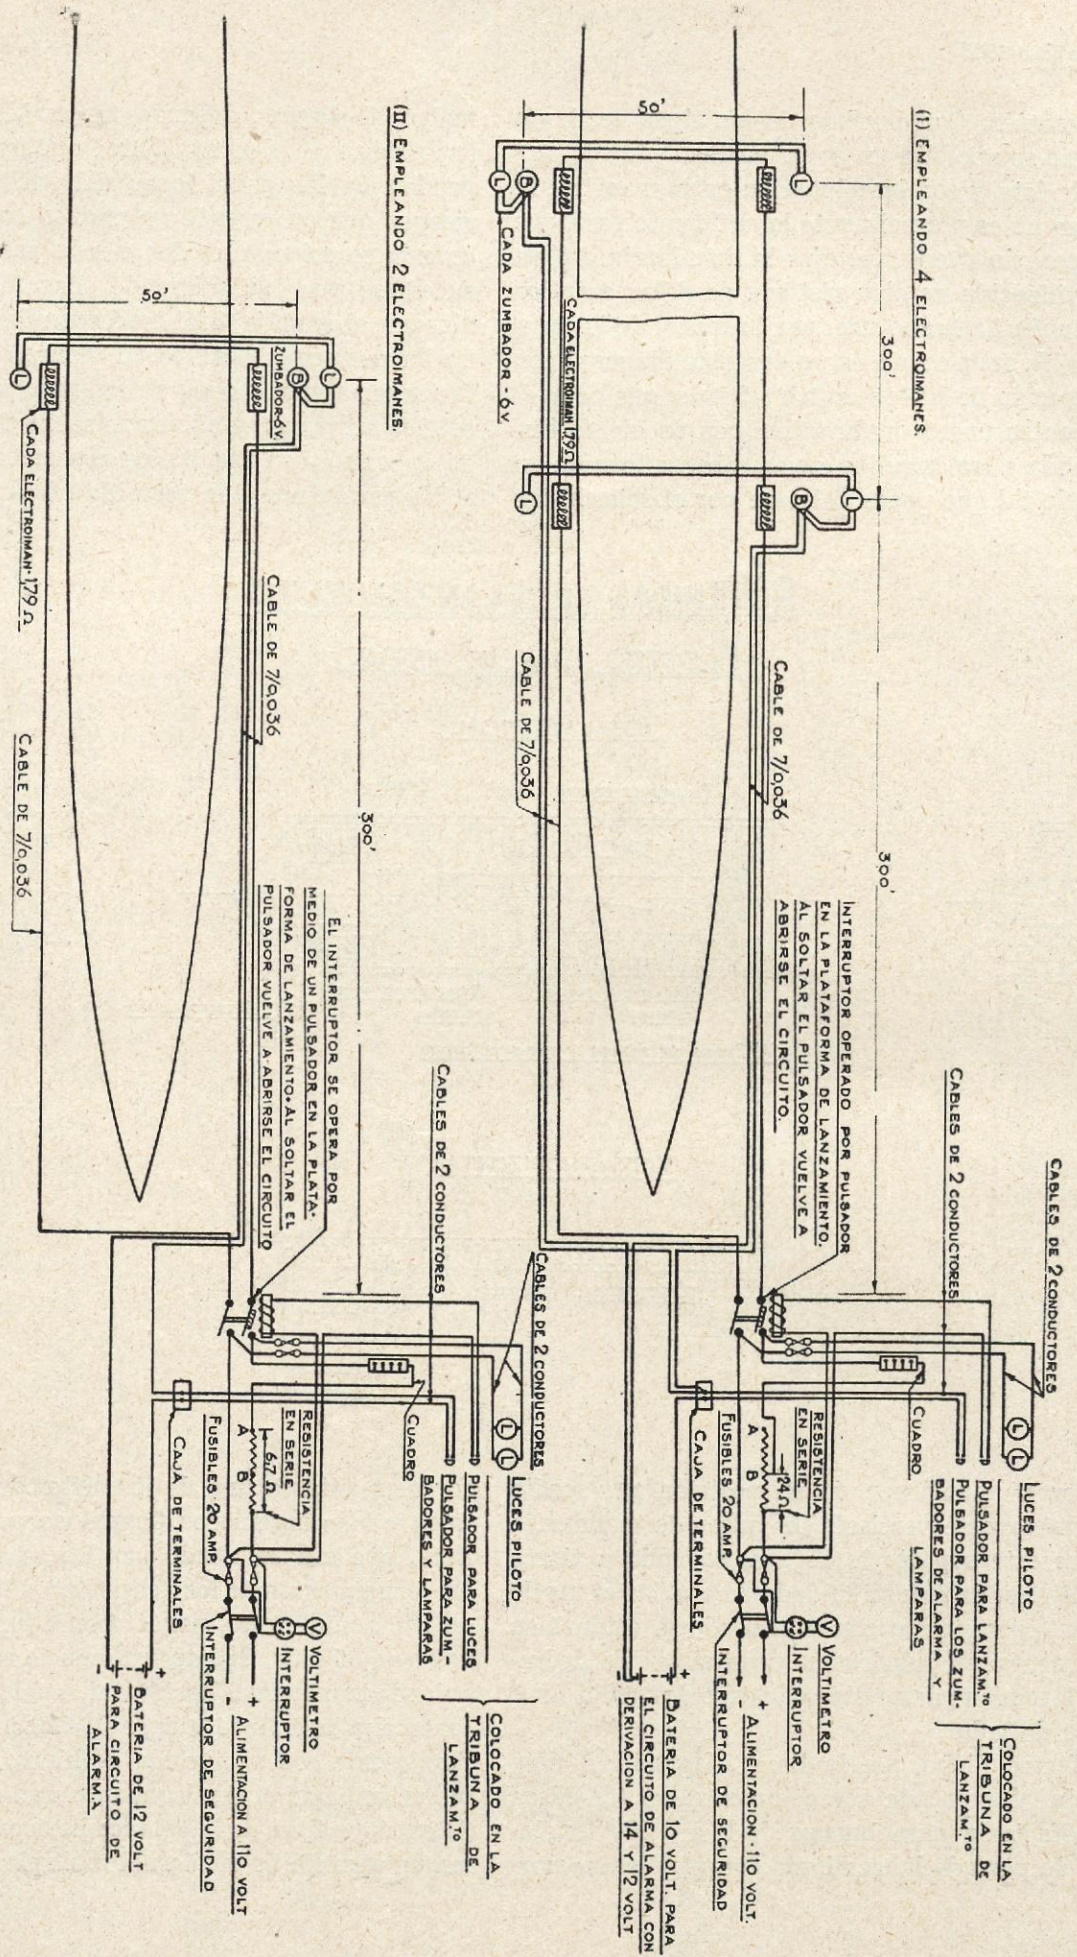 (I) EMPLEANDO 4 ELECTROIMANES.
50'
300'
300'
L
B
L
L
B
L
CADA ZUMBADOR - 6 V.
CADA ELECTROIMAN 1,79 Ω
CABLE DE 7/0,036
CABLE DE 7/0,036
INTERRUPTOR OPERADO POR PULSADOR
EN LA PLATAFORMA DE LANZAMIENTO.
AL SOLTAR EL PULSADOR VUELVE A
ABRIRSE EL CIRCUITO.
CABLES DE 2 CONDUCTORES
CABLES DE 2 CONDUCTORES
L L
LUCES PILOTO
PULSADOR PARA LANZAM.TO
PULSADOR PARA LOS ZUM-
BADORES DE ALARMA Y
LAMPARAS
COLOCADO EN LA
TRIBUNA DE
LANZAM.TO
CUADRO
RESISTENCIA
EN SERIE
24 Ω
A B
FUSIBLES 20 AMP.
CAJA DE TERMINALES
V
VOLTIMETRO
INTERRUPTOR
+
ALIMENTACION - 110 VOLT.
-
INTERRUPTOR DE SEGURIDAD
+
-
BATERIA DE 10 VOLT. PARA
EL CIRCUITO DE ALARMA CON
DERIVACION A 14 Y 12 VOLT
(II) EMPLEANDO 2 ELECTROIMANES.
50'
300'
L
B
L
ZUMBADOR-6V.
CADA ELECTROIMAN - 1,79 Ω
CABLE DE 7/0,036
CABLE DE 7/0,036
EL INTERRUPTOR SE OPERA POR
MEDIO DE UN PULSADOR EN LA PLATA-
FORMA DE LANZAMIENTO. AL SOLTAR EL
PULSADOR VUELVE A ABRIRSE EL CIRCUITO
CABLES DE 2 CONDUCTORES
CABLES DE 2 CONDUCTORES
L L
LUCES PILOTO
PULSADOR PARA LUCES
PULSADOR PARA ZUM-
BADORES Y LAMPARAS
COLOCADO EN LA
TRIBUNA DE
LANZAM.TO
CUADRO
RESISTENCIA
EN SERIE
6,7 Ω
A B
FUSIBLES 20 AMP.
CAJA DE TERMINALES
V
VOLTIMETRO
INTERRUPTOR
+
ALIMENTACION A 110 VOLT
-
INTERRUPTOR DE SEGURIDAD
+
-
BATERIA DE 12 VOLT
PARA CIRCUITO DE
ALARMA